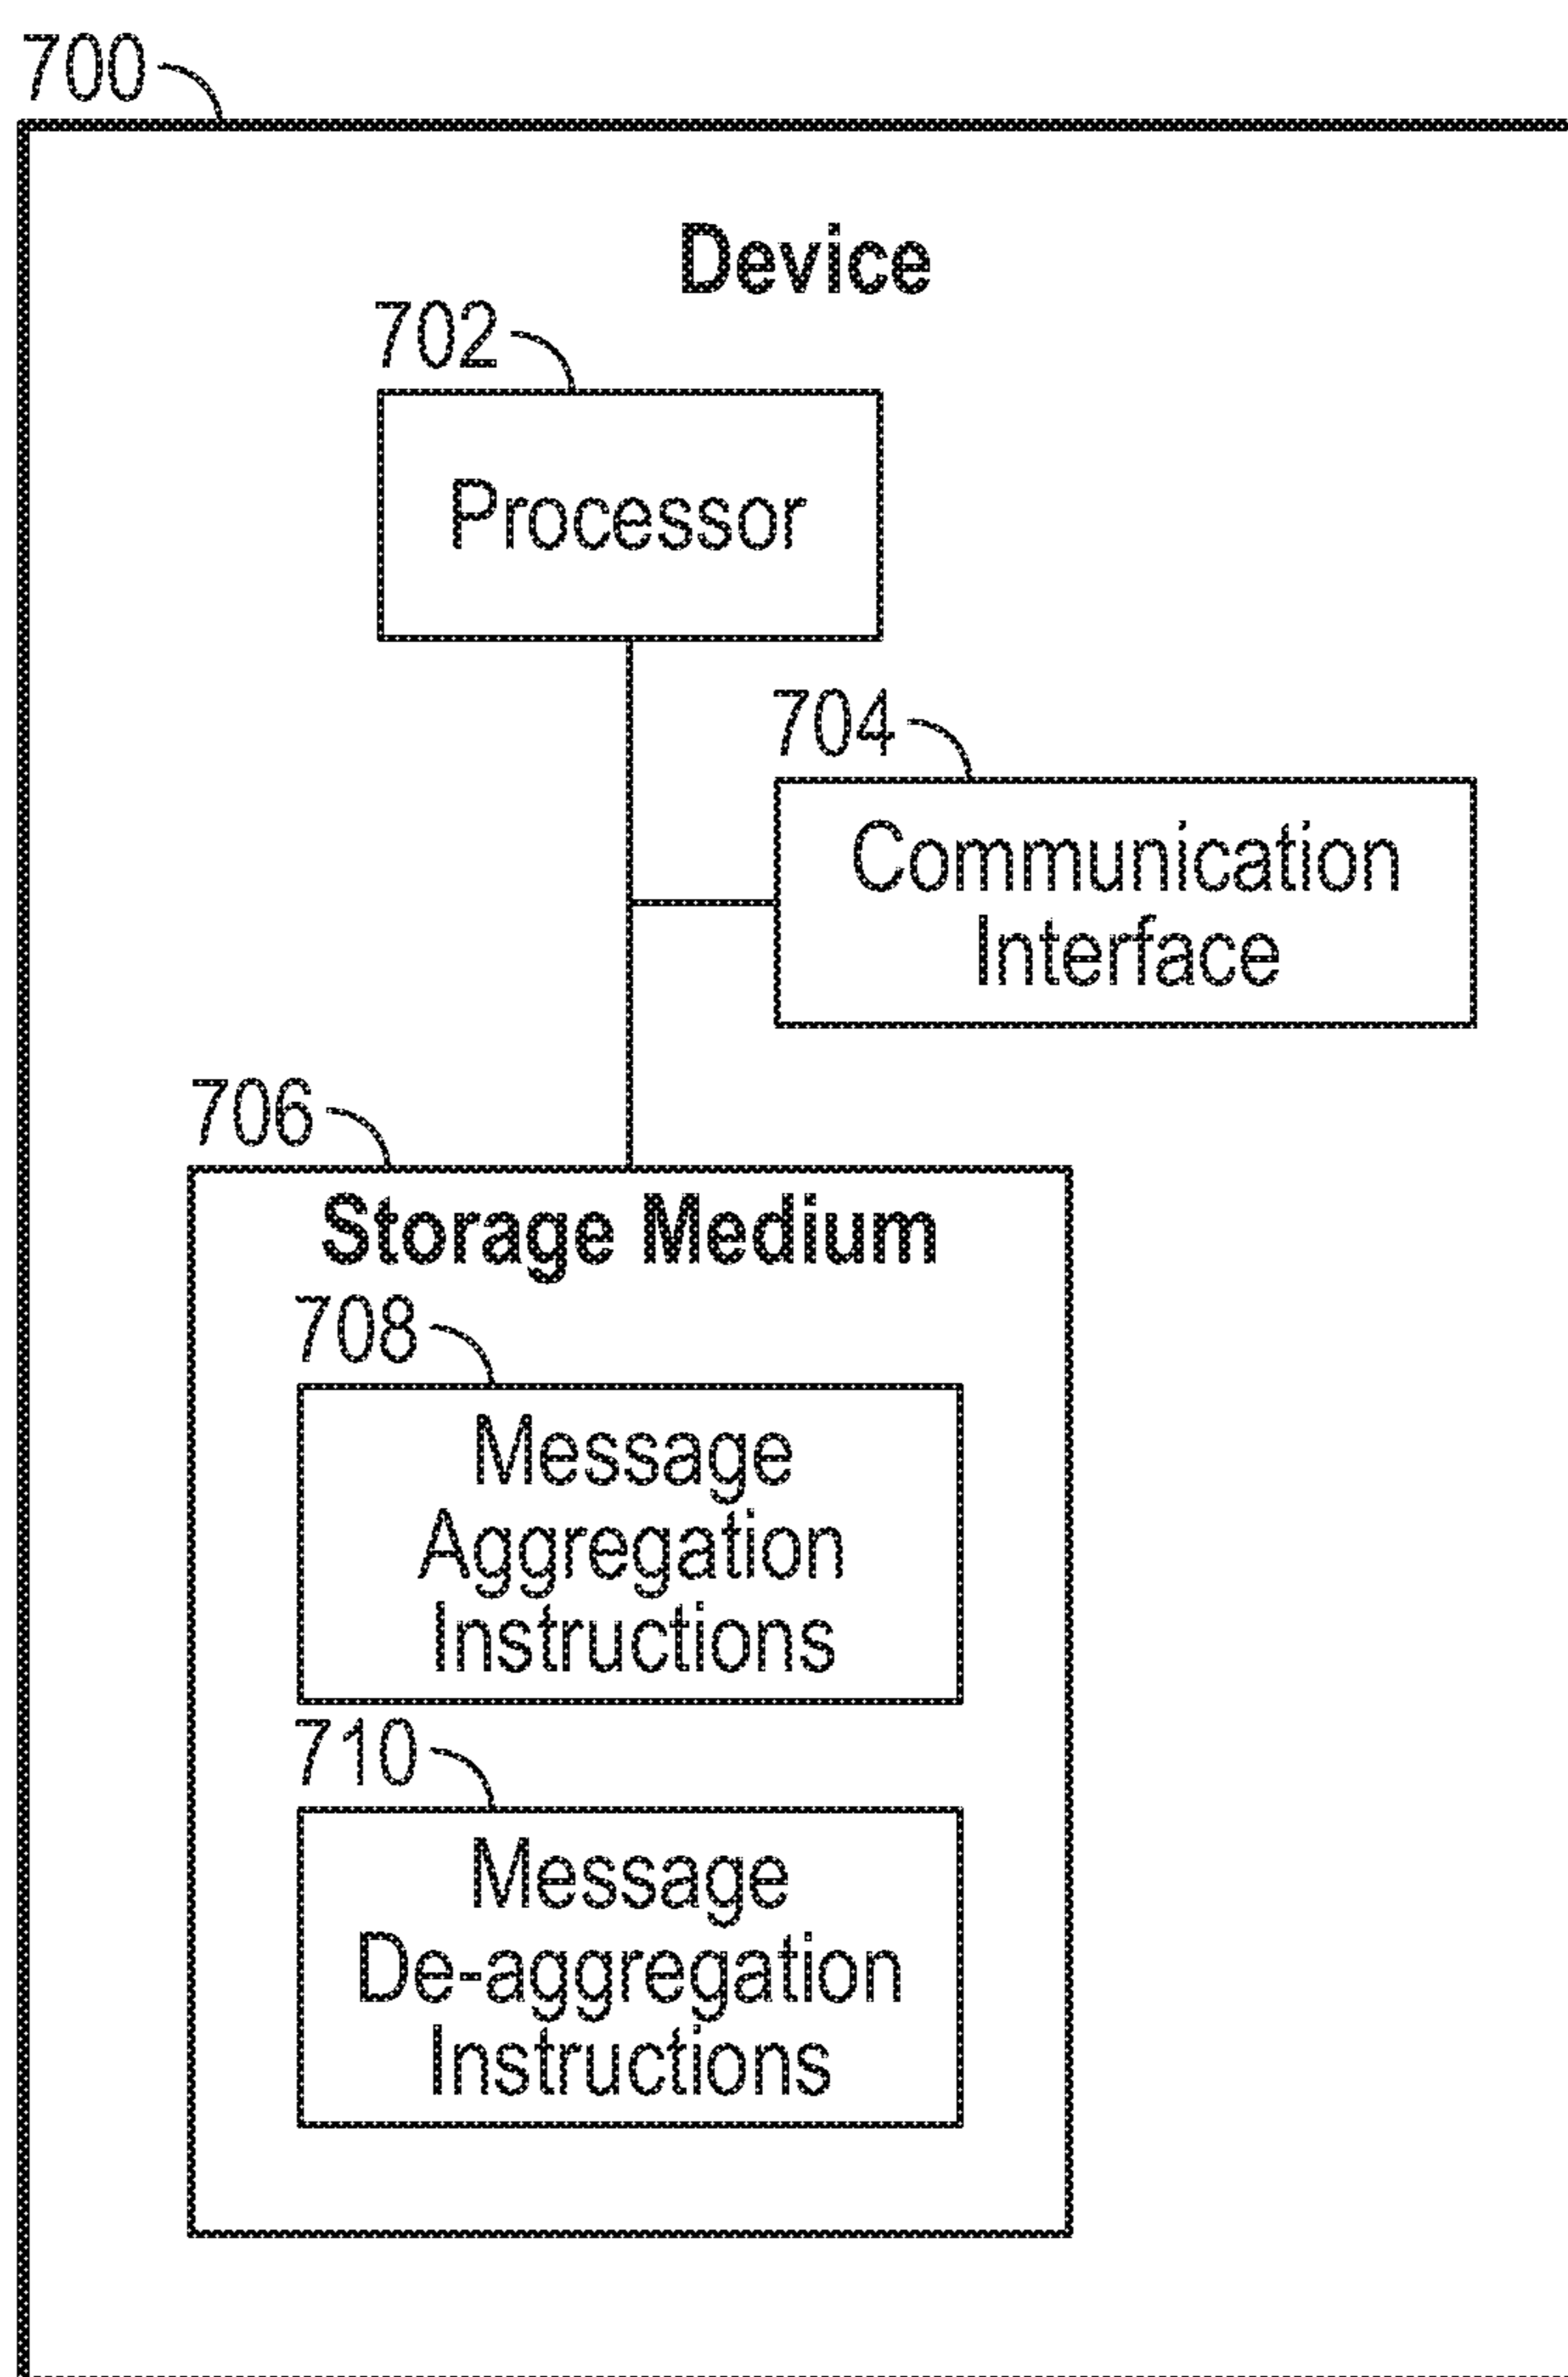 700
Device
702
Processor
704
Communication
Interface
706
Storage Medium
708
Message
Aggregation
Instructions
710
Message
De-aggregation
Instructions